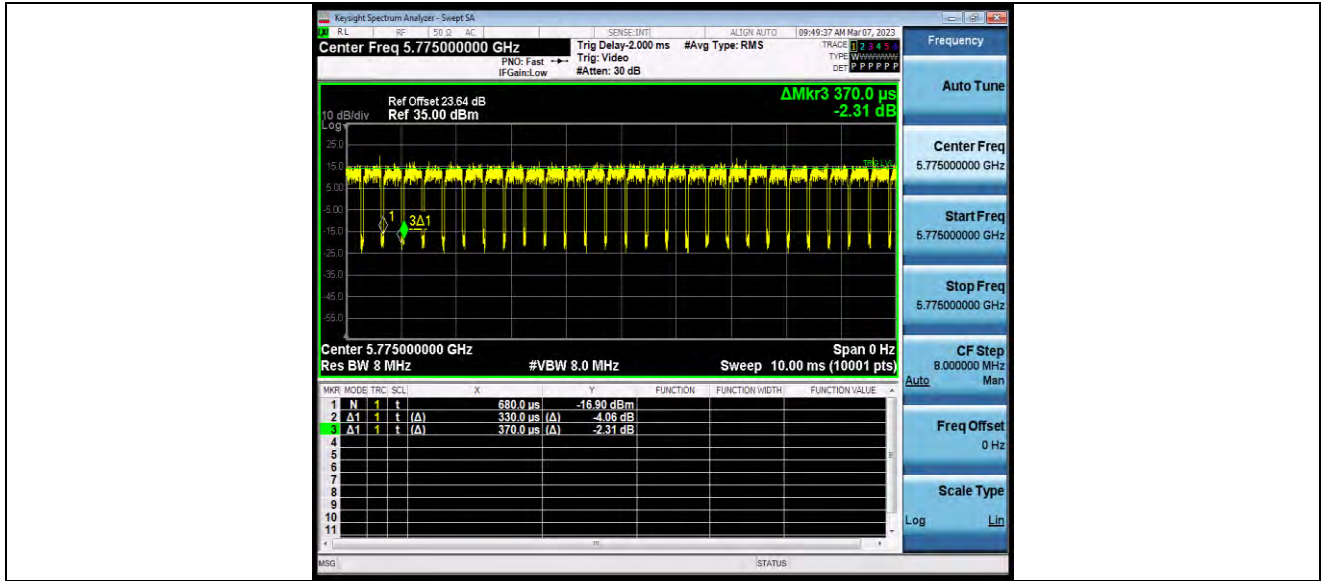 Keysight Spectrum Analyzer - Swept SA
RL RF 50 Ω AC SENSE:INT ALIGN AUTO 09:49:37 AM Mar 07, 2023
Center Freq 5.775000000 GHz
PNO: Fast
IFGain:Low
Trig Delay-2.000 ms
Trig: Video
#Atten: 30 dB
#Avg Type: RMS
TRACE 1 2 3 4 5 6
TYPE WWWWWW
DET P P P P P P
ΔMkr3 370.0 µs
-2.31 dB
Ref Offset 23.64 dB
10 dB/div Ref 35.00 dBm
Log
25.0
15.0
TRIG LVL
5.00
-5.00
1
3Δ1
-15.0
-25.0
-35.0
-45.0
-55.0
Center 5.775000000 GHz Span 0 Hz
Res BW 8 MHz #VBW 8.0 MHz Sweep 10.00 ms (10001 pts)
MKR MODE TRC SCL X Y FUNCTION FUNCTION WIDTH FUNCTION VALUE
1 N 1 t 680.0 µs -16.90 dBm
2 Δ1 1 t (Δ) 330.0 µs (Δ) -4.06 dB
3 Δ1 1 t (Δ) 370.0 µs (Δ) -2.31 dB
4
5
6
7
8
9
10
11
MSG STATUS
Frequency
Auto Tune
Center Freq
5.775000000 GHz
Start Freq
5.775000000 GHz
Stop Freq
5.775000000 GHz
CF Step
8.000000 MHz
Auto Man
Freq Offset
0 Hz
Scale Type
Log Lin